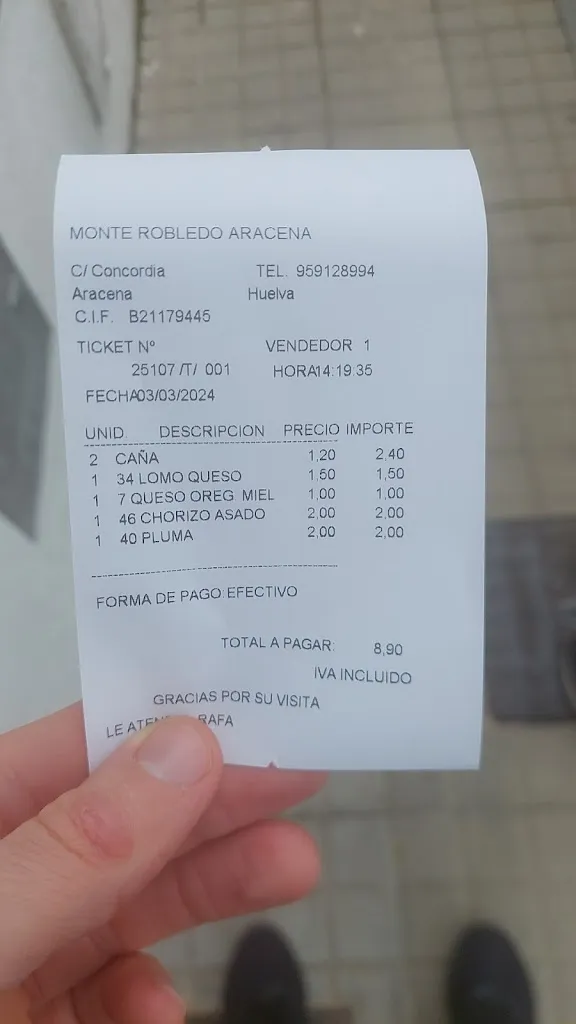 MONTE ROBLEDO ARACENA
C/ Concordia TEL. 959128994
Aracena Huelva
C.I.F. B21179445
TICKET Nº VENDEDOR 1
25107 /T/ 001 HORA14:19.35
FECHA03/03/2024
UNID DESCRIPCION PRECIO IMPORTE
2 CAÑA 1,20 2,40
1 34 LOMO QUESO 1,50 1,50
1 7 QUESO OREG MIEL 1,00 1,00
1 46 CHORIZO ASADO 2,00 2,00
1 40 PLUMA 2,00 2,00
FORMA DE PAGO:EFECTIVO
TOTAL A PAGAR: 8,90
IVA INCLUIDO
GRACIAS POR SU VISITA
LE RAFA